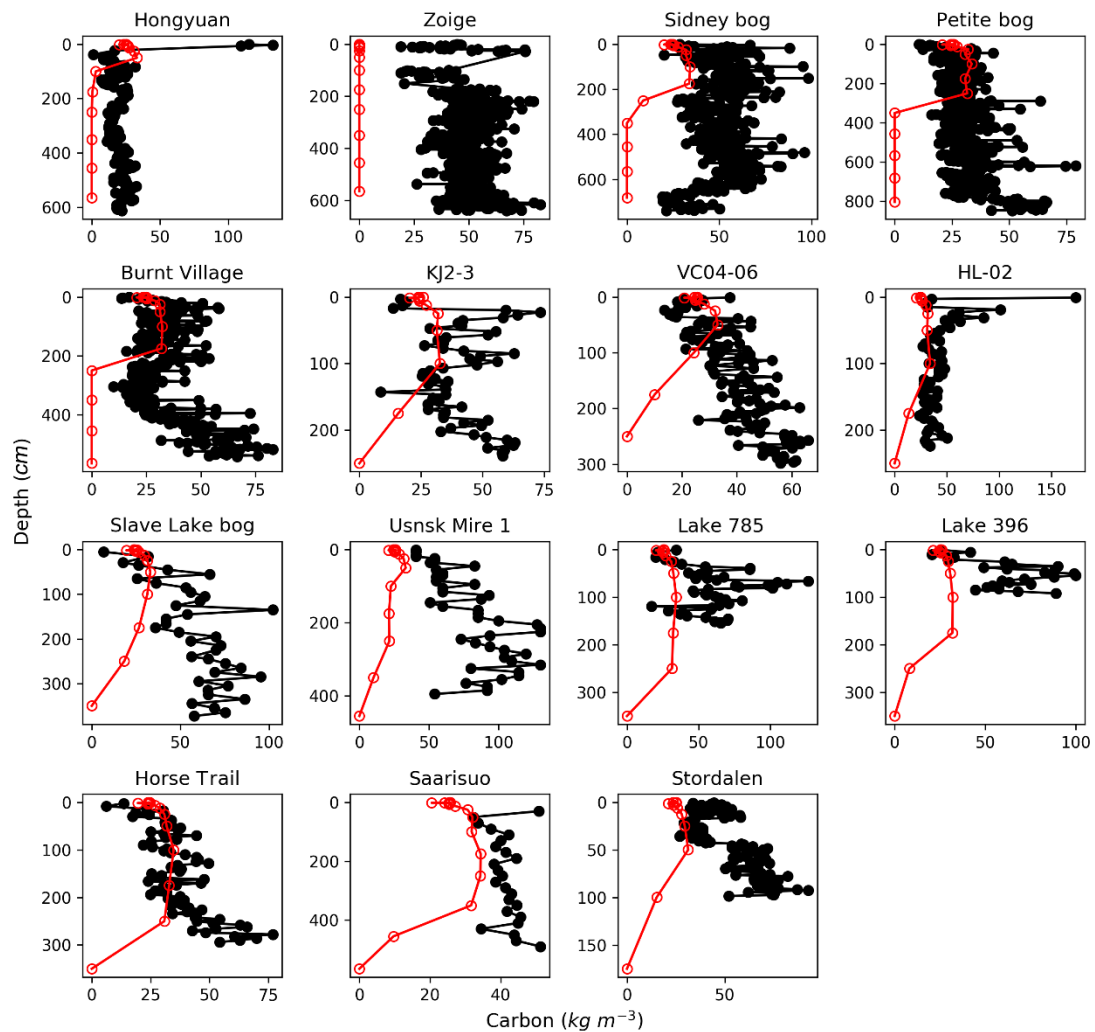 Hongyuan Zoige Sidney bog Petite bog
0 200 400 600 0 50 100
0 200 400 600 0 25 50 75
0 200 400 600 0 50 100
0 200 400 600 800 0 25 50 75
Burnt Village KJ2-3 VC04-06 HL-02
0 200 400 0 25 50 75
0 100 200 0 25 50 75
0 100 200 300 0 20 40 60
0 100 200 0 50 100 150
Depth (cm)
Slave Lake bog Usnsk Mire 1 Lake 785 Lake 396
0 100 200 300 0 50 100
0 200 400 0 50 100
0 100 200 300 0 50 100
0 100 200 300 0 50 100
Horse Trail Saarisuo Stordalen
0 100 200 300 0 25 50 75
0 200 400 0 20 40
0 50 100 150 0 50
Carbon (kg m⁻³)